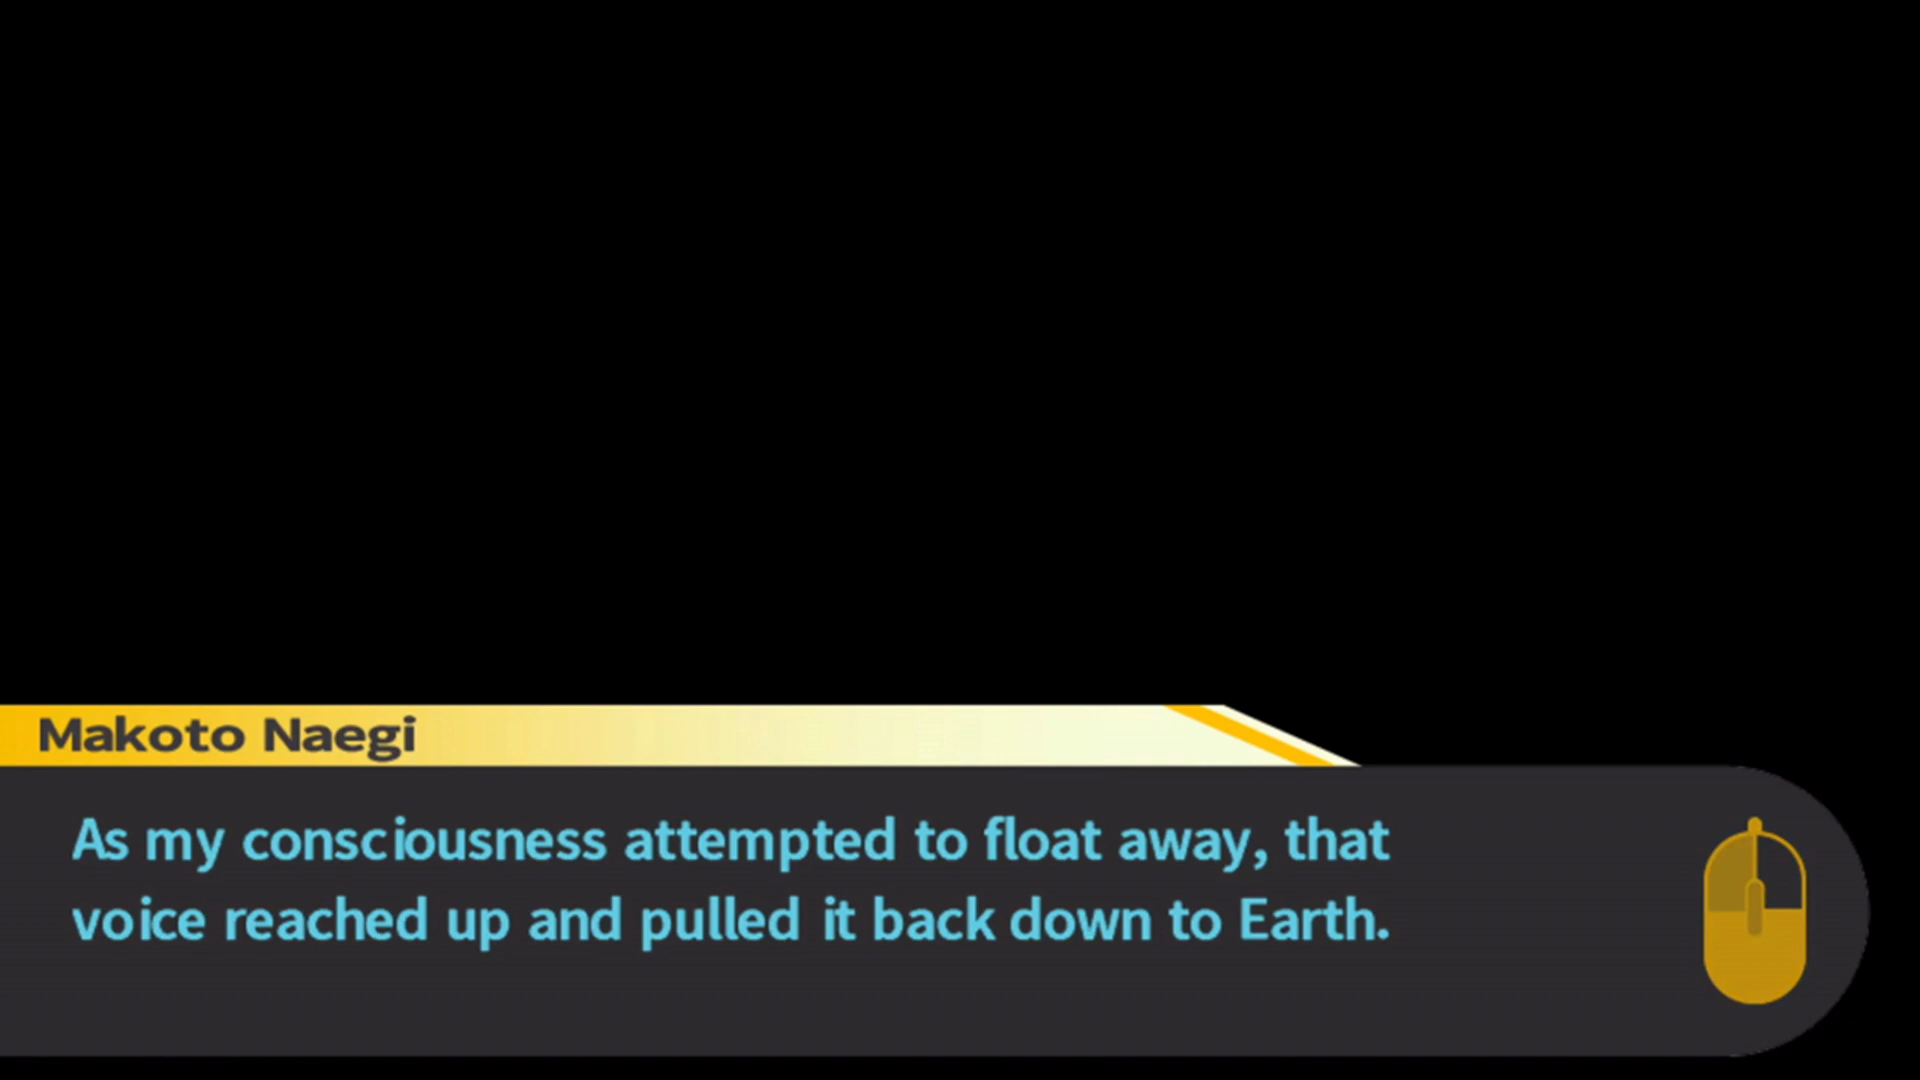 Makoto Naegi
As my consciousness attempted to float away, that
voice reached up and pulled it back down to Earth.